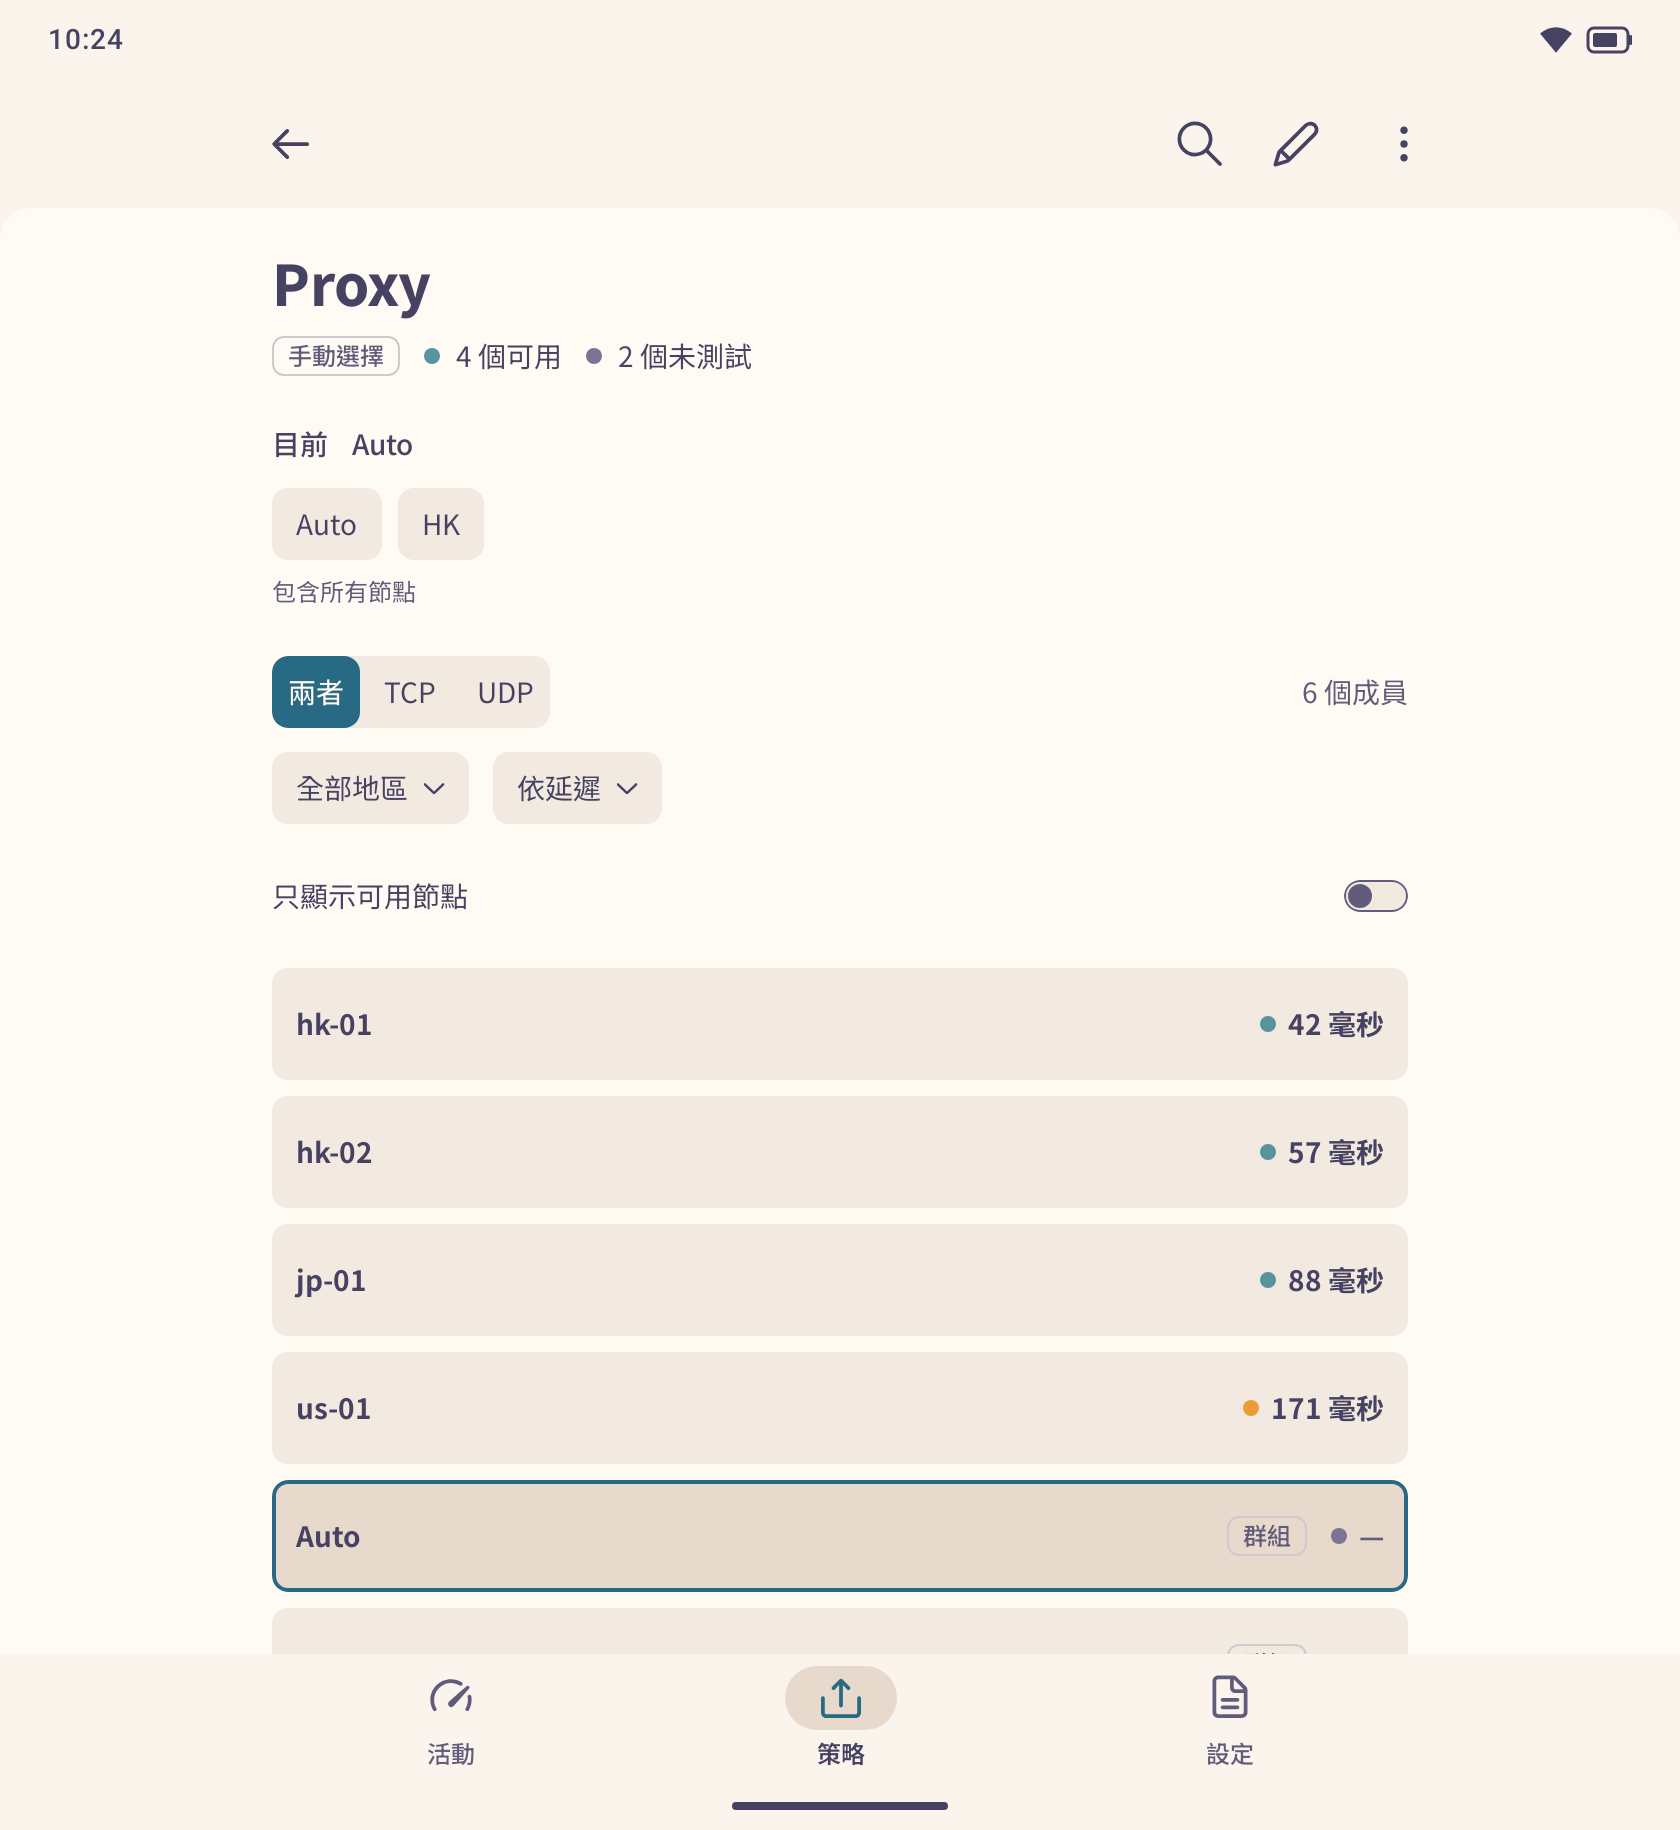 10:24
Proxy
手動選擇 4 個可用 2 個未測試
目前 Auto
Auto HK
包含所有節點
兩者 TCP UDP 6 個成員
全部地區 依延遲
只顯示可用節點
hk-01 42 毫秒
hk-02 57 毫秒
jp-01 88 毫秒
us-01 171 毫秒
Auto 群組 —
活動 策略 設定